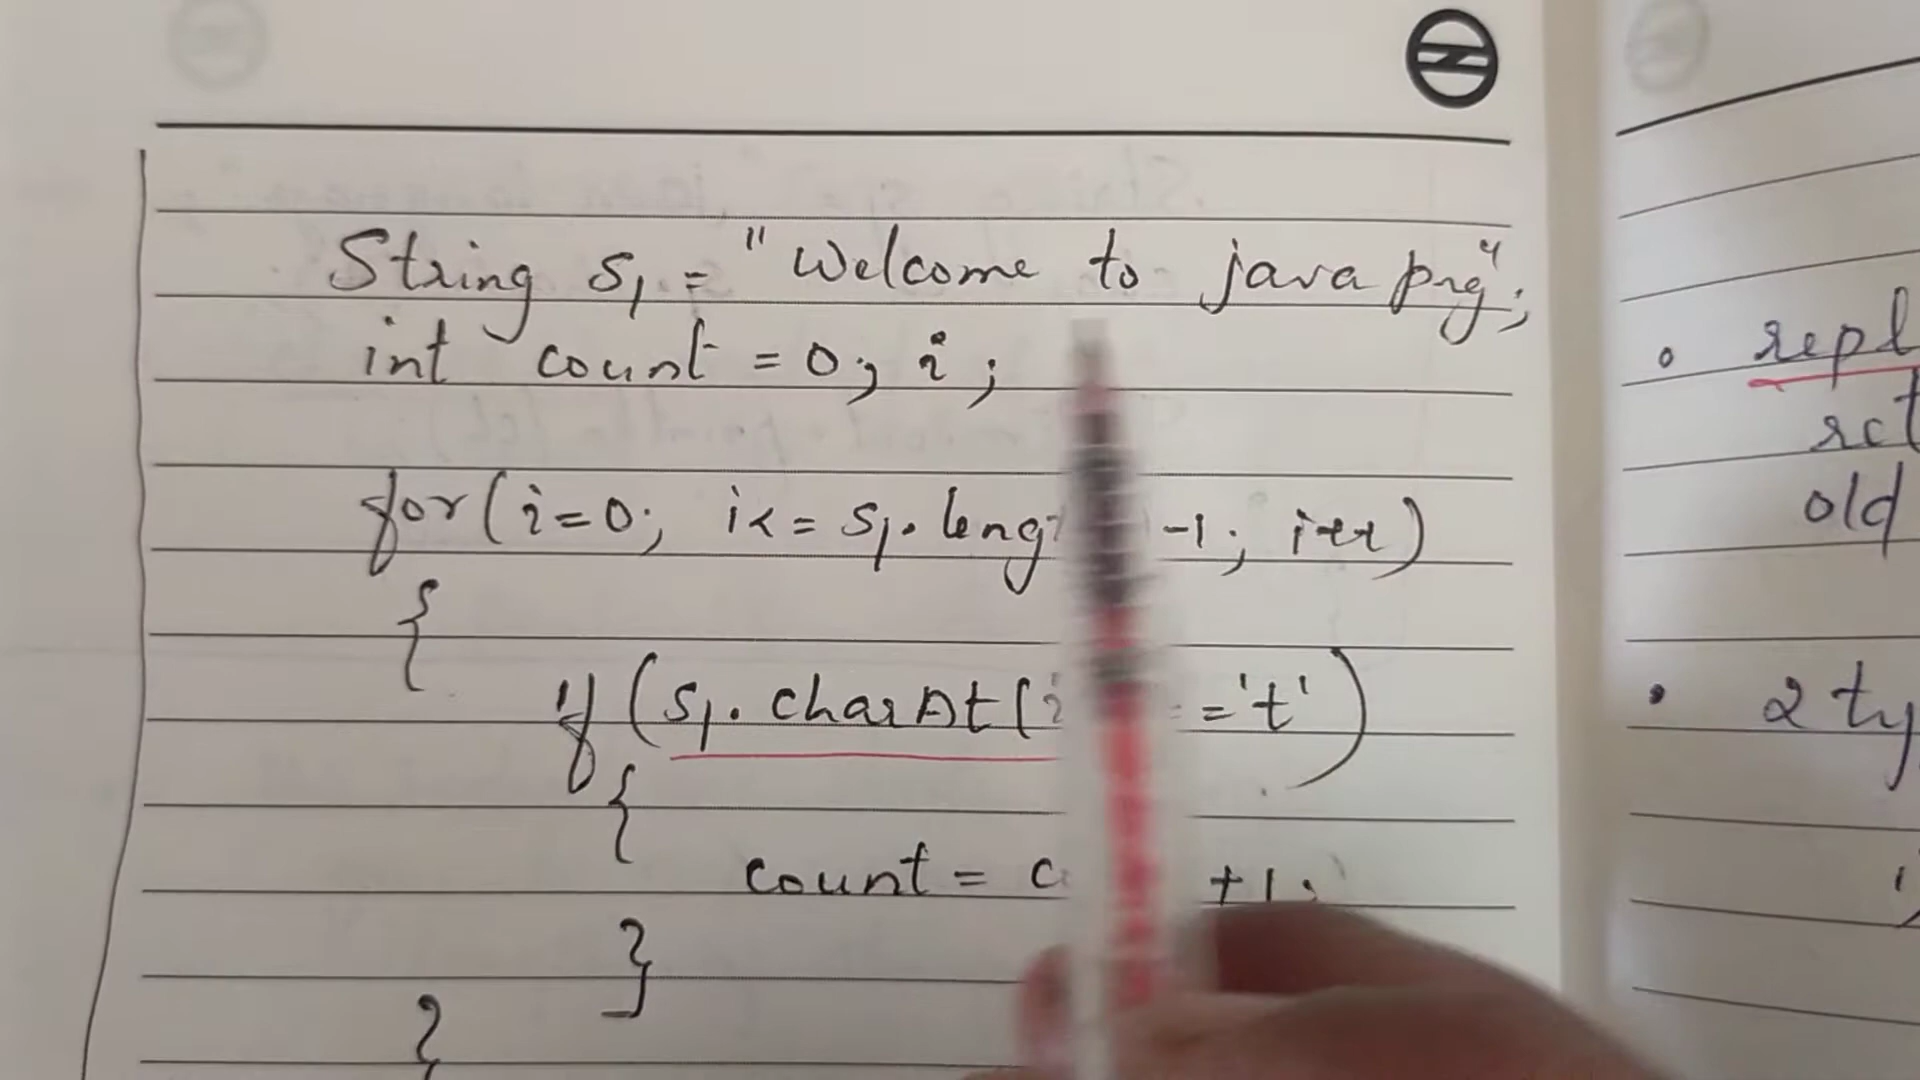 String s1 = "Welcome to java prg";
int count = 0; i;
for(i=0; i<= s1.leng -1; i++)
{
if (s1.charAt(i = ='t')
{
count = c +1;
}
}
repl
old
2 ty